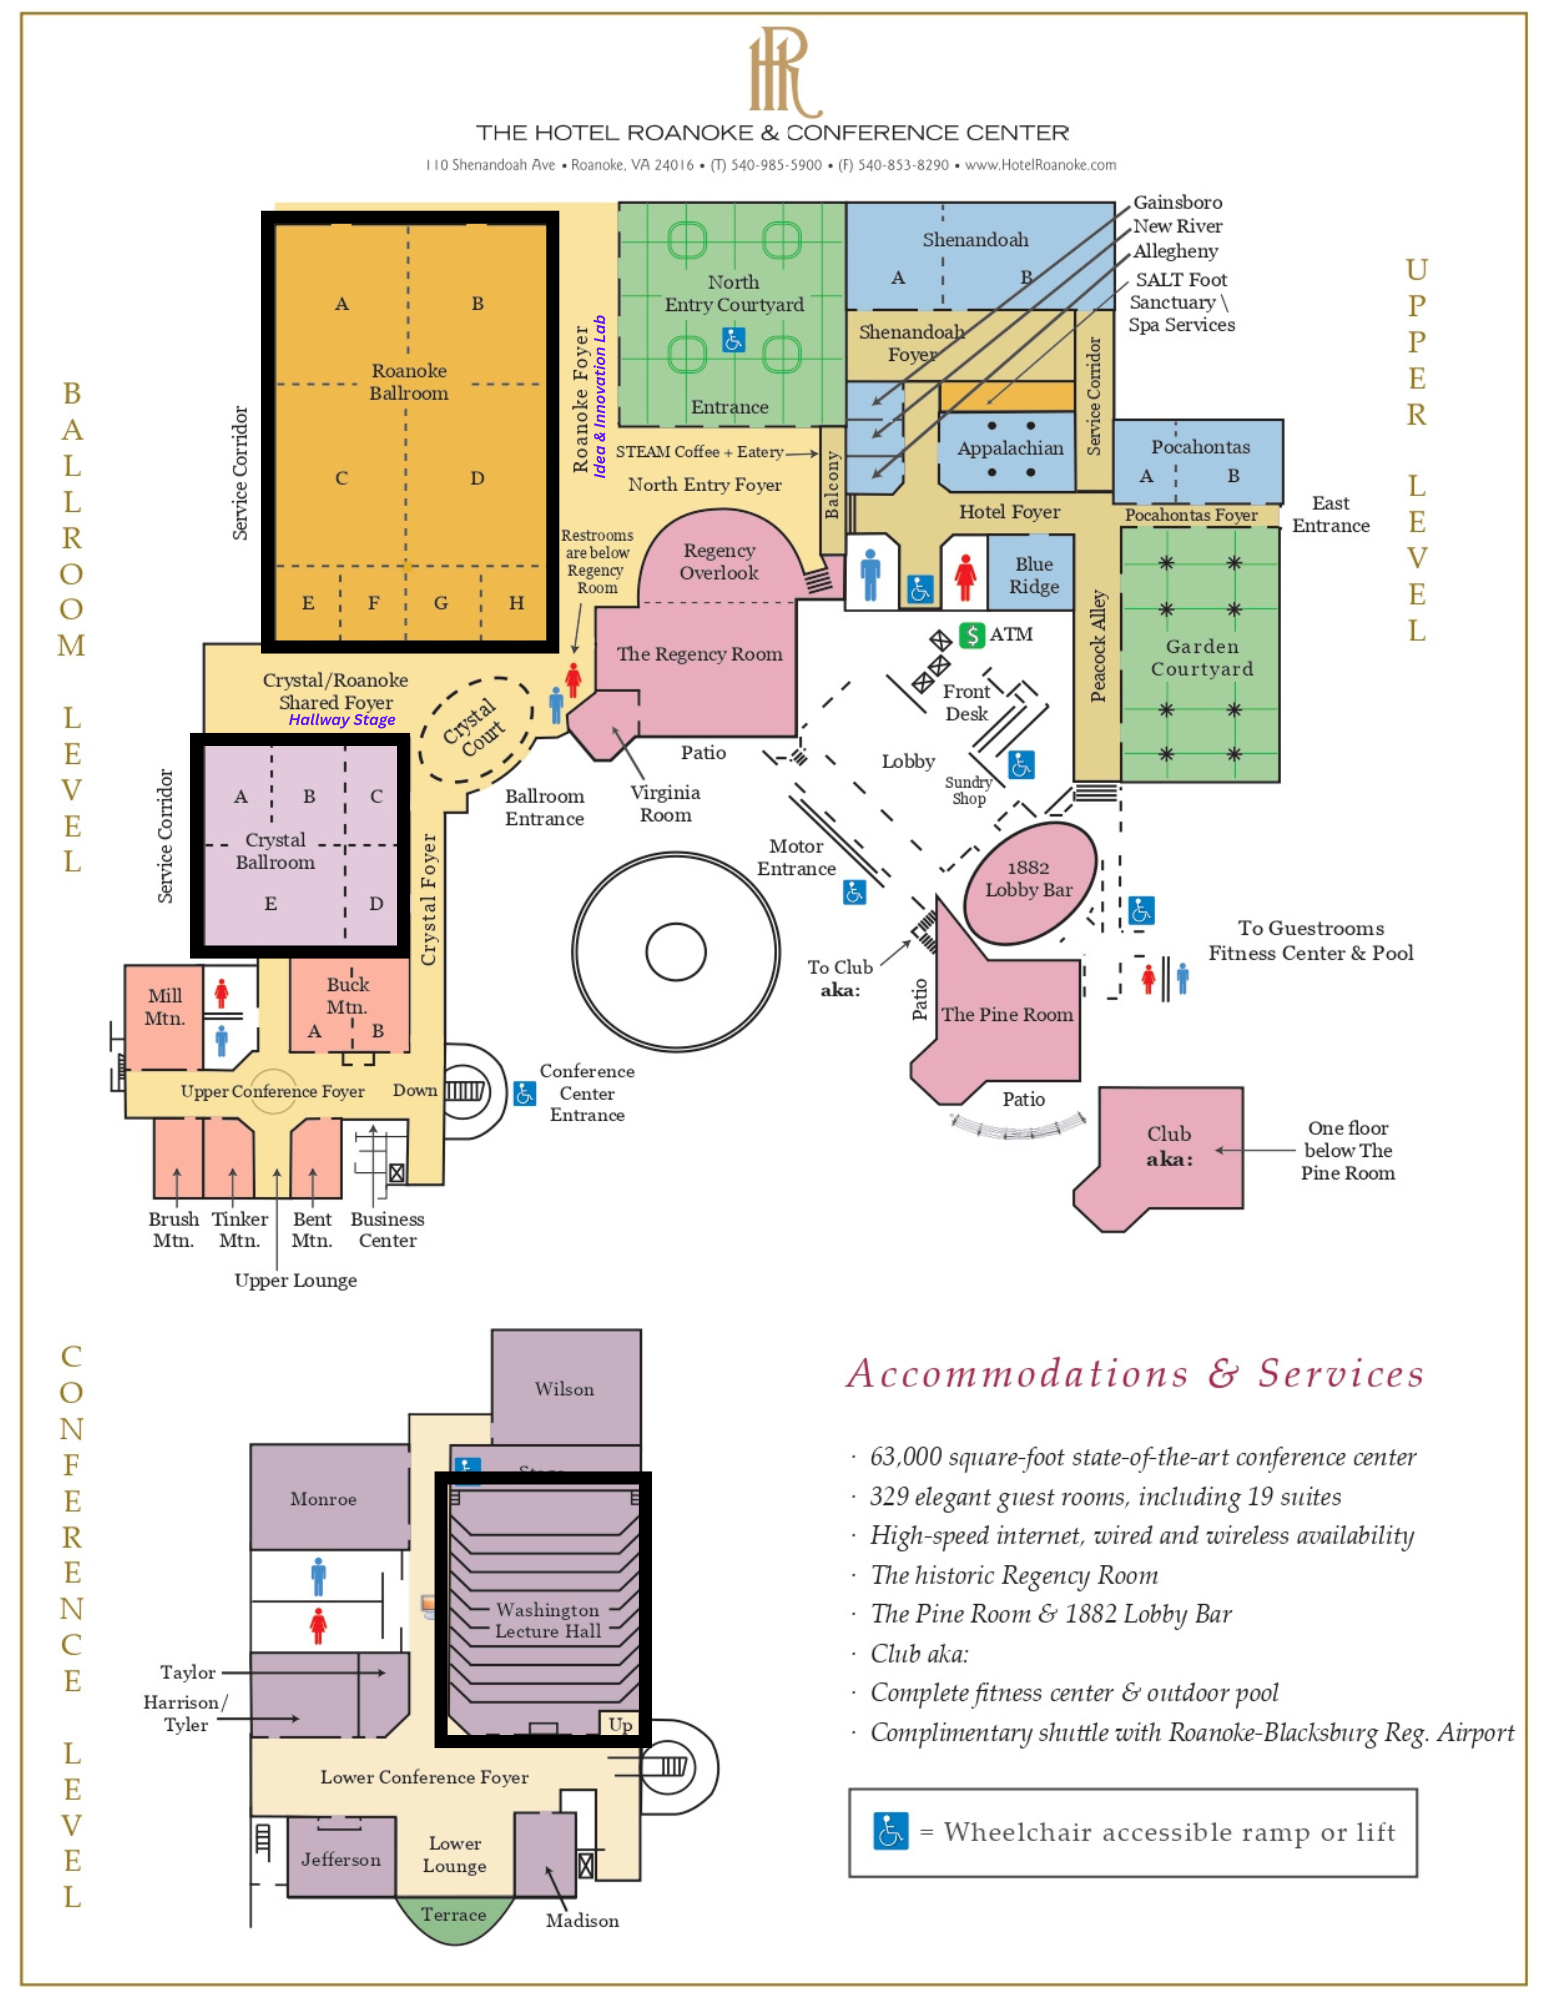 HR
THE HOTEL ROANOKE & CONFERENCE CENTER
110 Shenandoah Ave • Roanoke, VA 24016 • (T) 540-985-5900 • (F) 540-853-8290 • www.HotelRoanoke.com
BALLROOM LEVEL
UPPER LEVEL
Service Corridor
A
B
Roanoke
Ballroom
C
D
E
F
G
H
Roanoke Foyer
Idea & Innovation Lab
North
Entry Courtyard
Entrance
STEAM Coffee + Eatery
North Entry Foyer
Balcony
Shenandoah
A
B
Shenandoah
Foyer
Gainsboro
New River
Allegheny
SALT Foot
Sanctuary \
Spa Services
Service Corridor
Appalachian
Pocahontas
A
B
Hotel Foyer
Pocahontas Foyer
East
Entrance
Restrooms
are below
Regency
Room
Regency
Overlook
The Regency Room
Blue
Ridge
Peacock Alley
Garden
Courtyard
$ ATM
Front
Desk
Lobby
Sundry
Shop
Crystal/Roanoke
Shared Foyer
Hallway Stage
Crystal
Court
Patio
Virginia
Room
Ballroom
Entrance
Motor
Entrance
Service Corridor
A
B
C
Crystal
Ballroom
E
D
Crystal Foyer
1882
Lobby Bar
To Club
aka:
Patio
The Pine Room
Patio
To Guestrooms
Fitness Center & Pool
Mill
Mtn.
Buck
Mtn.
A
B
Upper Conference Foyer
Down
Conference
Center
Entrance
Club
aka:
One floor
below The
Pine Room
Brush
Mtn.
Tinker
Mtn.
Bent
Mtn.
Business
Center
Upper Lounge
CONFERENCE LEVEL
Wilson
Monroe
Washington
Lecture Hall
Up
Taylor
Harrison/
Tyler
Lower Conference Foyer
Jefferson
Lower
Lounge
Terrace
Madison
Accommodations & Services
· 63,000 square-foot state-of-the-art conference center
· 329 elegant guest rooms, including 19 suites
· High-speed internet, wired and wireless availability
· The historic Regency Room
· The Pine Room & 1882 Lobby Bar
· Club aka:
· Complete fitness center & outdoor pool
· Complimentary shuttle with Roanoke-Blacksburg Reg. Airport
= Wheelchair accessible ramp or lift